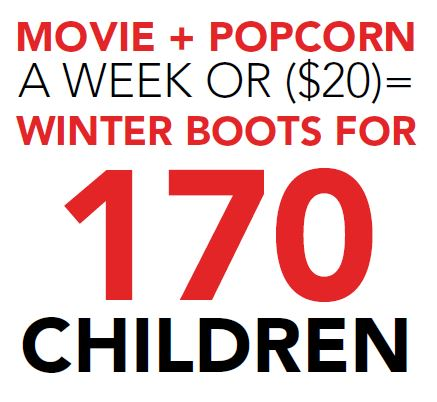 MOVIE + POPCORN
A WEEK OR ($20)=
WINTER BOOTS FOR
170
CHILDREN